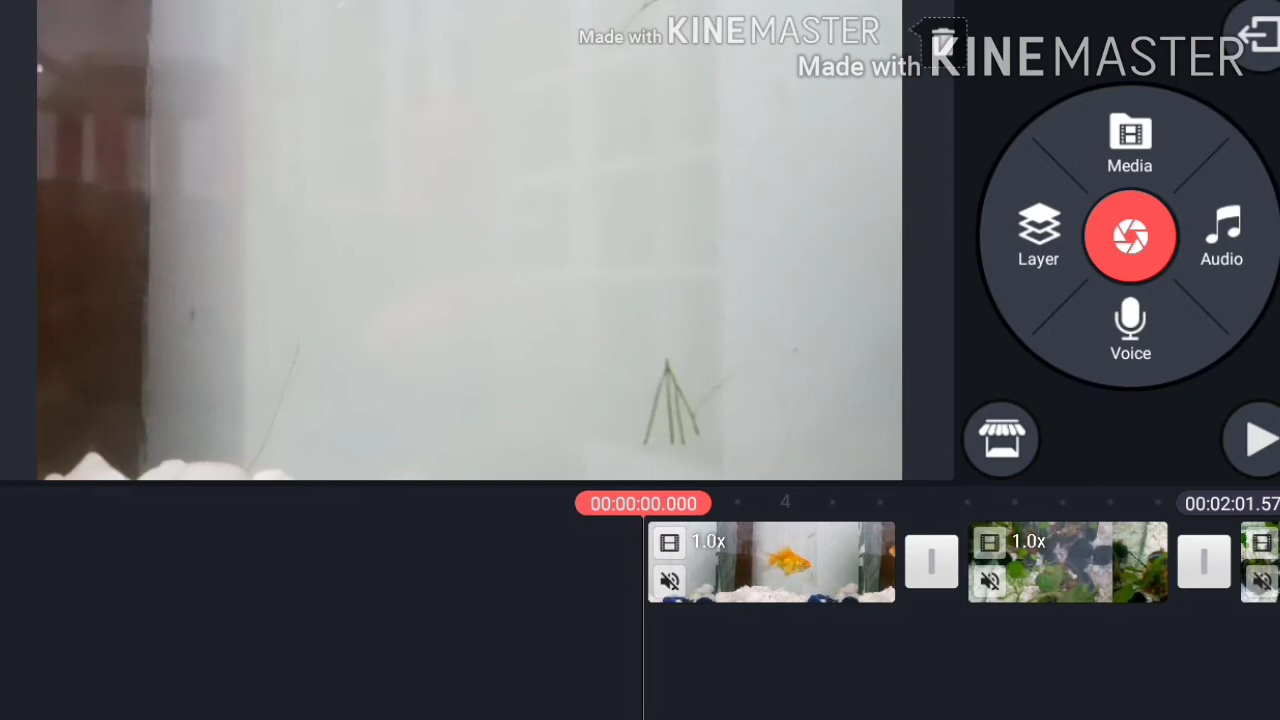 Made with KINEMASTER
Made with KINEMASTER
Media
Layer
Audio
Voice
00:00:00.000
4
00:02:01.57
1.0x
1.0x